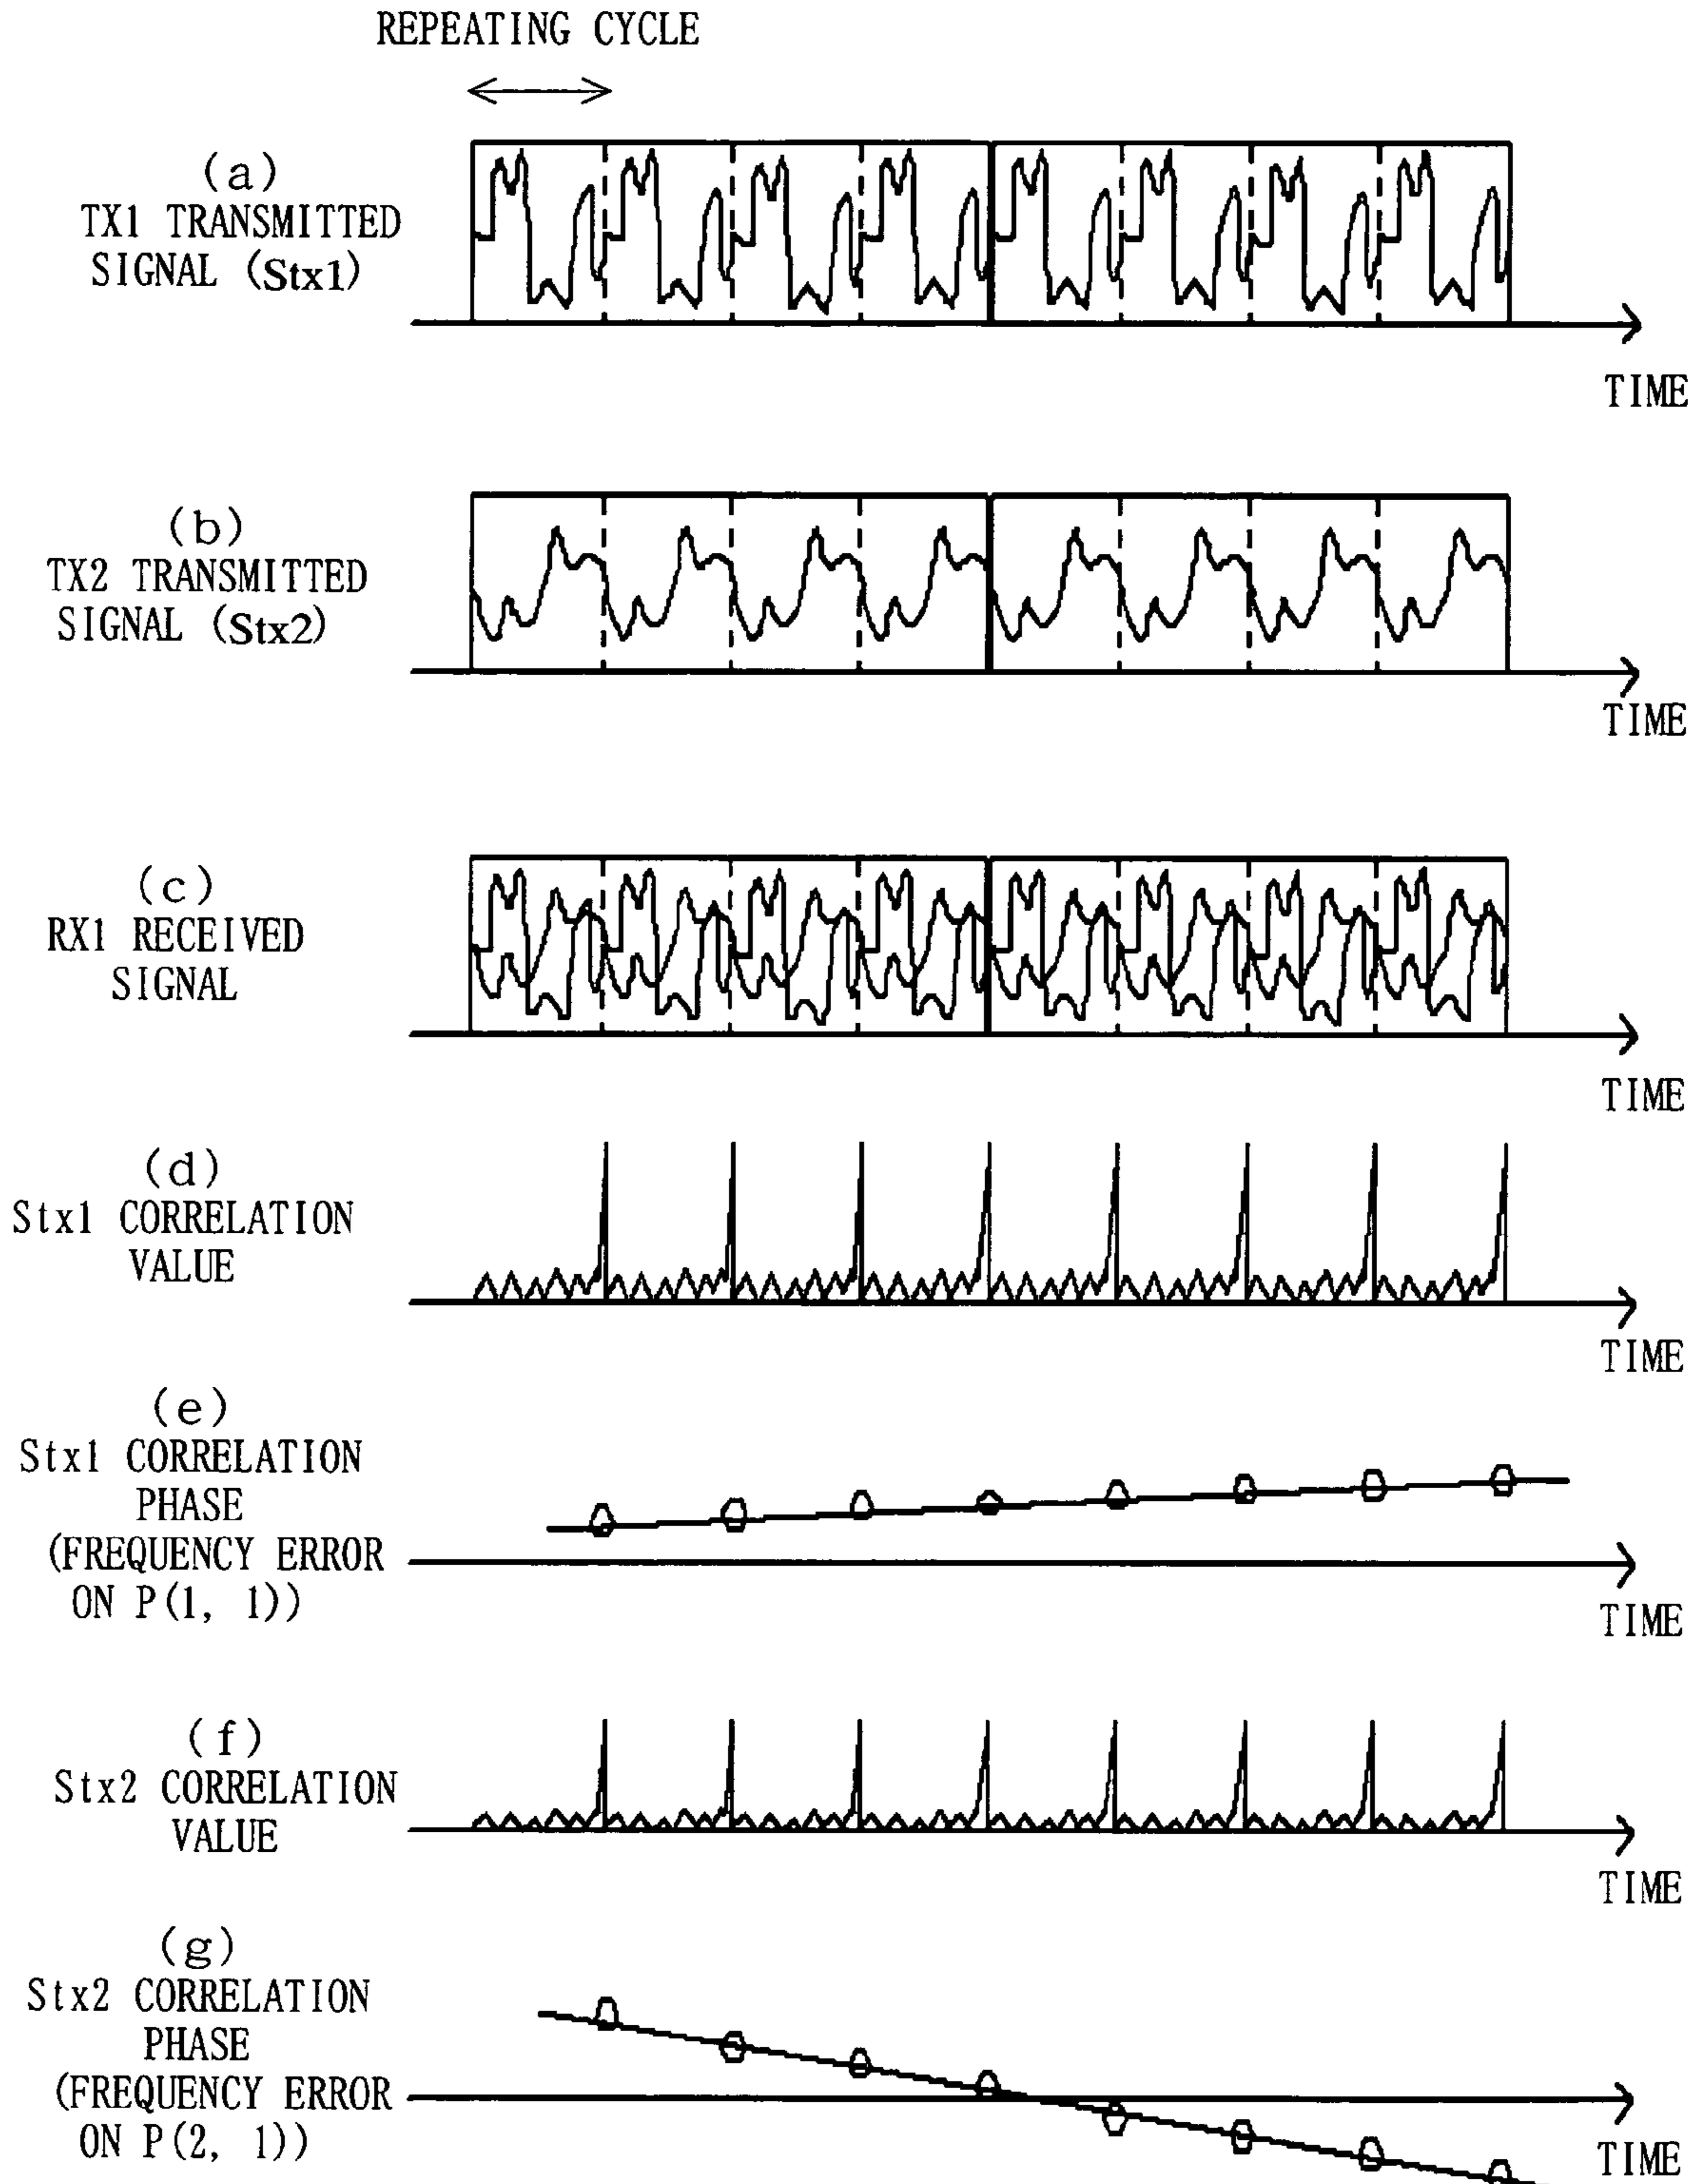 REPEATING CYCLE
(a)
TX1 TRANSMITTED
SIGNAL (Stx1)
TIME
(b)
TX2 TRANSMITTED
SIGNAL (Stx2)
TIME
(c)
RX1 RECEIVED
SIGNAL
TIME
(d)
Stx1 CORRELATION
VALUE
TIME
(e)
Stx1 CORRELATION
PHASE
(FREQUENCY ERROR
ON P(1, 1))
TIME
(f)
Stx2 CORRELATION
VALUE
TIME
(g)
Stx2 CORRELATION
PHASE
(FREQUENCY ERROR
ON P(2, 1))
TIME